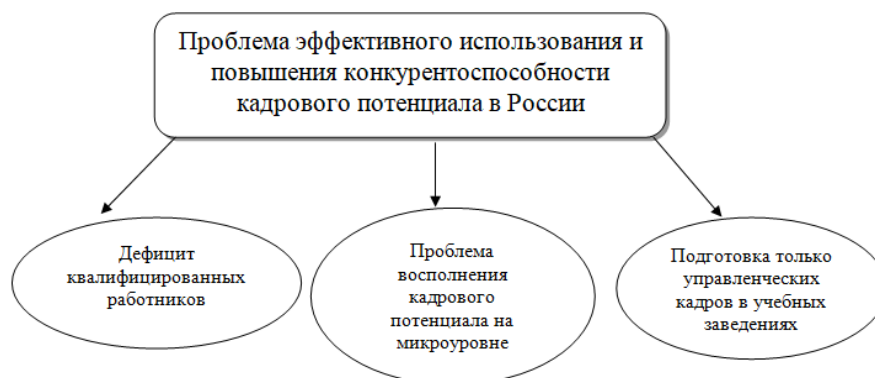 Проблема эффективного использования и
повышения конкурентоспособности
кадрового потенциала в России
Дефицит
квалифицированных
работников
Проблема
восполнения
кадрового
потенциала на
микроуровне
Подготовка только
управленческих
кадров в учебных
заведениях